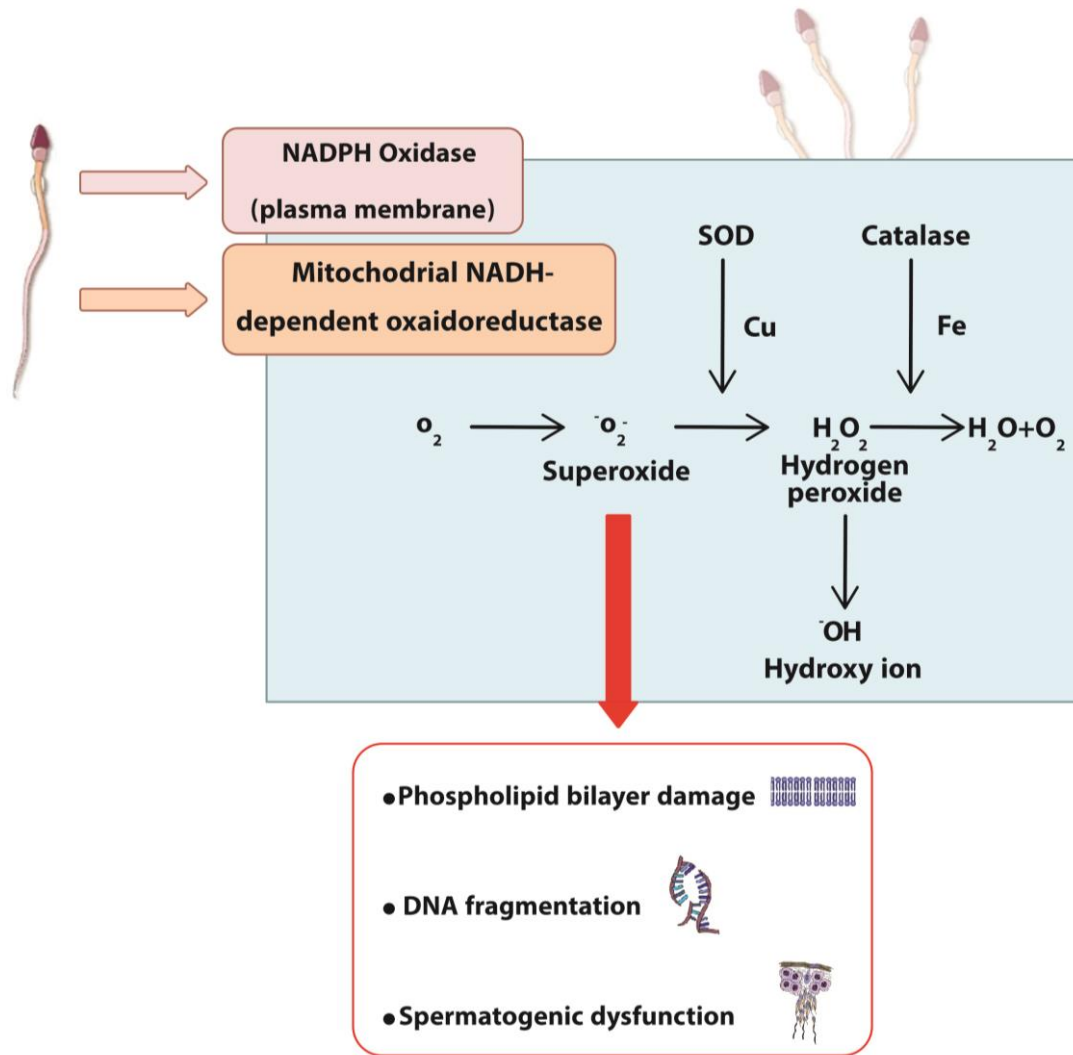 NADPH Oxidase
(plasma membrane)
Mitochodrial NADH-
dependent oxaidoreductase
SOD
Catalase
Cu
Fe
O₂
⁻O₂⁻
H₂O₂
H₂O+O₂
Superoxide
Hydrogen
peroxide
⁻OH
Hydroxy ion
•Phospholipid bilayer damage
• DNA fragmentation
•Spermatogenic dysfunction